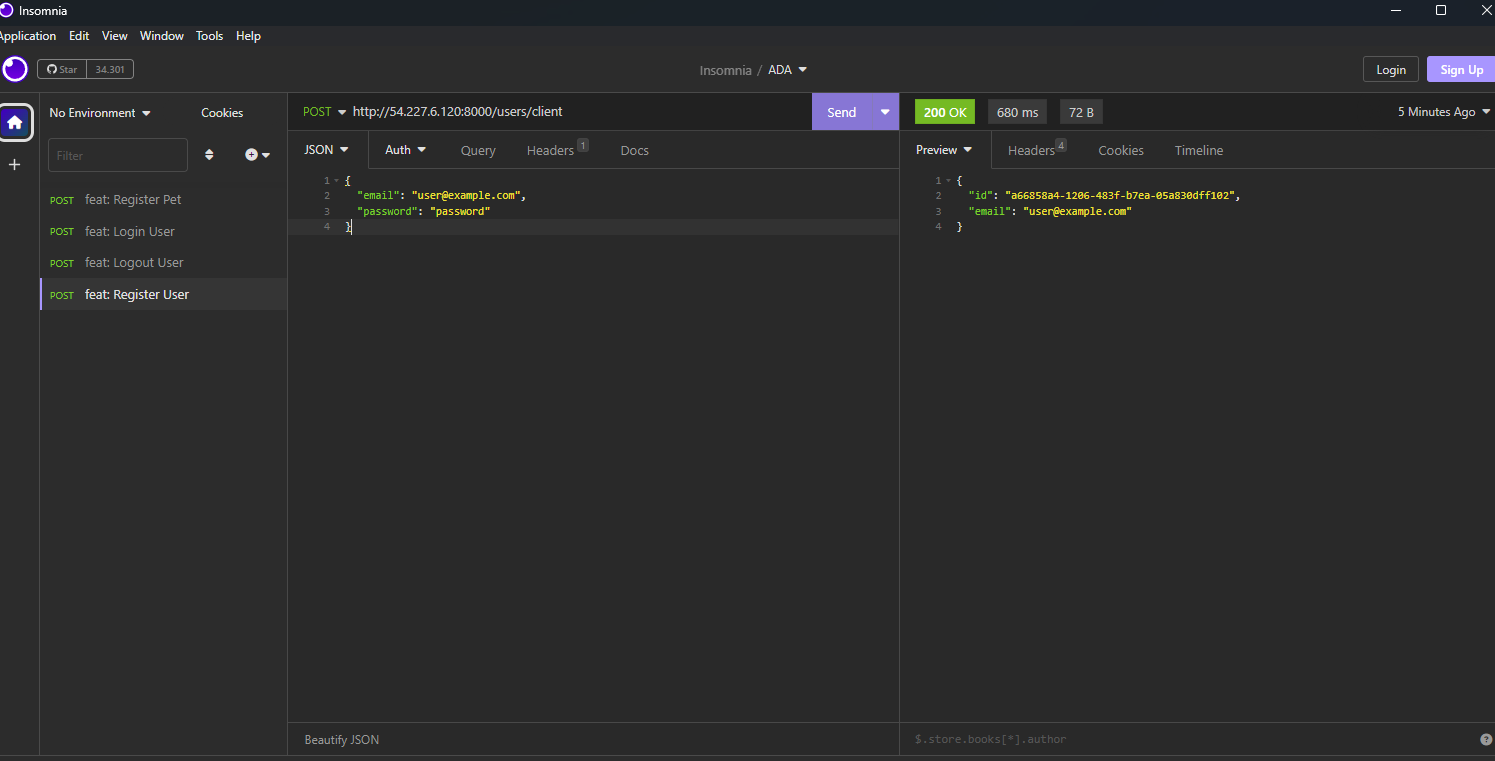 Insomnia
Application Edit View Window Tools Help
Star 34.301
Insomnia / ADA
Login Sign Up
No Environment Cookies
POST http://54.227.6.120:8000/users/client
Send
200 OK 680 ms 72 B
5 Minutes Ago
Filter
JSON Auth Query Headers 1 Docs
Preview Headers 4 Cookies Timeline
POST feat: Register Pet
POST feat: Login User
POST feat: Logout User
POST feat: Register User
1 {
2 "email": "user@example.com",
3 "password": "password"
4 }
1 {
2 "id": "a66858a4-1206-483f-b7ea-05a830dff102",
3 "email": "user@example.com"
4 }
Beautify JSON
$.store.books[*].author
?